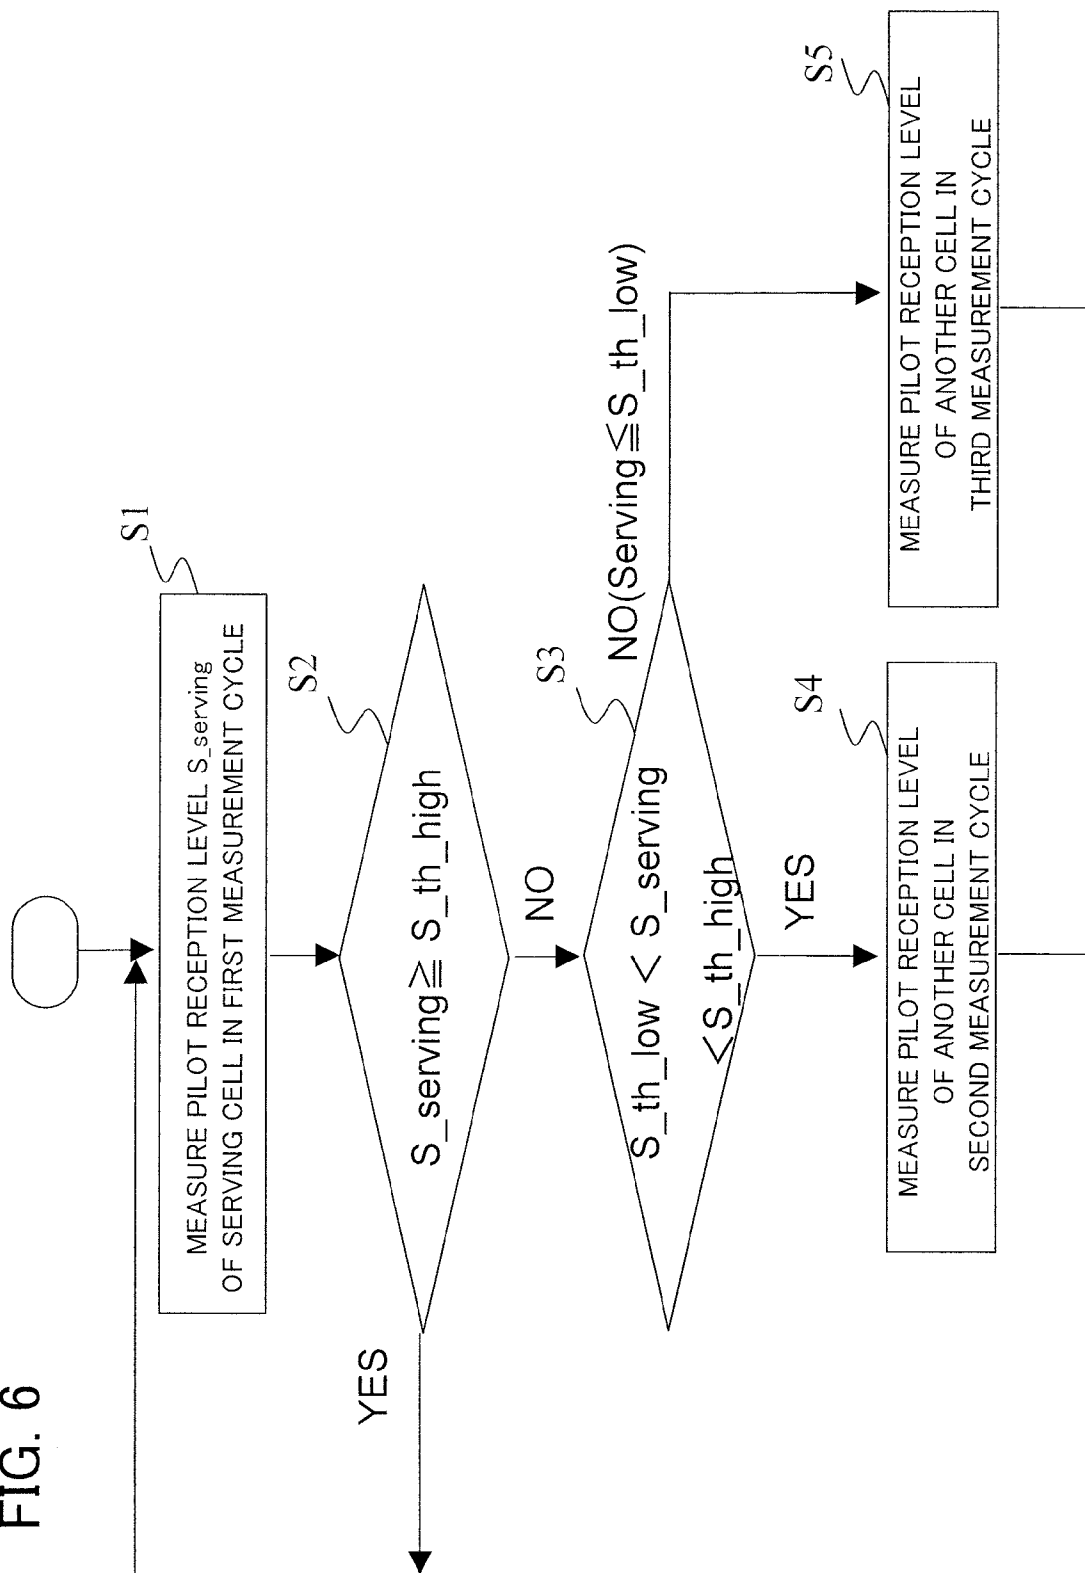 FIG. 6
S1
MEASURE PILOT RECEPTION LEVEL S_serving
OF SERVING CELL IN FIRST MEASUREMENT CYCLE
S2
S_serving≧ S_th_high
YES
NO
S3
S_th_low < S_serving
<S_th_high
NO(Serving≦S_th_low)
YES
S4
MEASURE PILOT RECEPTION LEVEL
OF ANOTHER CELL IN
SECOND MEASUREMENT CYCLE
S5
MEASURE PILOT RECEPTION LEVEL
OF ANOTHER CELL IN
THIRD MEASUREMENT CYCLE